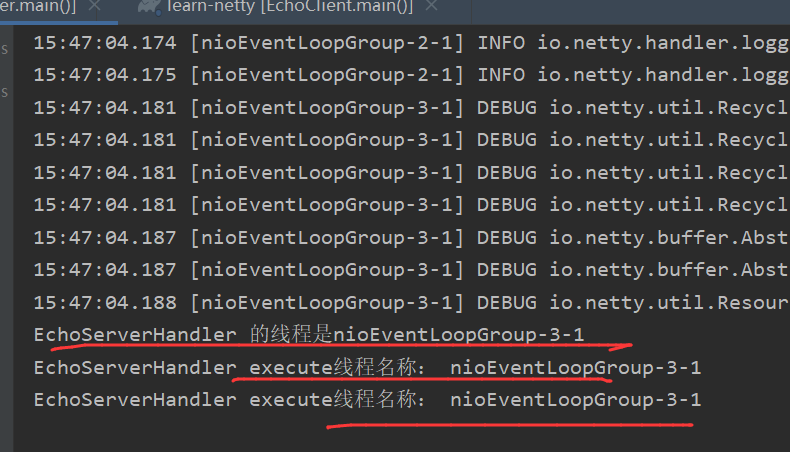 er.main()] × learn-netty [EchoClient.main()] ×
s 15:47:04.174 [nioEventLoopGroup-2-1] INFO io.netty.handler.logg
15:47:04.175 [nioEventLoopGroup-2-1] INFO io.netty.handler.logg
s 15:47:04.181 [nioEventLoopGroup-3-1] DEBUG io.netty.util.Recycl
15:47:04.181 [nioEventLoopGroup-3-1] DEBUG io.netty.util.Recycl
15:47:04.181 [nioEventLoopGroup-3-1] DEBUG io.netty.util.Recycl
15:47:04.181 [nioEventLoopGroup-3-1] DEBUG io.netty.util.Recycl
15:47:04.187 [nioEventLoopGroup-3-1] DEBUG io.netty.buffer.Abst
15:47:04.187 [nioEventLoopGroup-3-1] DEBUG io.netty.buffer.Abst
15:47:04.188 [nioEventLoopGroup-3-1] DEBUG io.netty.util.Resour
EchoServerHandler 的线程是nioEventLoopGroup-3-1
EchoServerHandler execute线程名称: nioEventLoopGroup-3-1
EchoServerHandler execute线程名称: nioEventLoopGroup-3-1